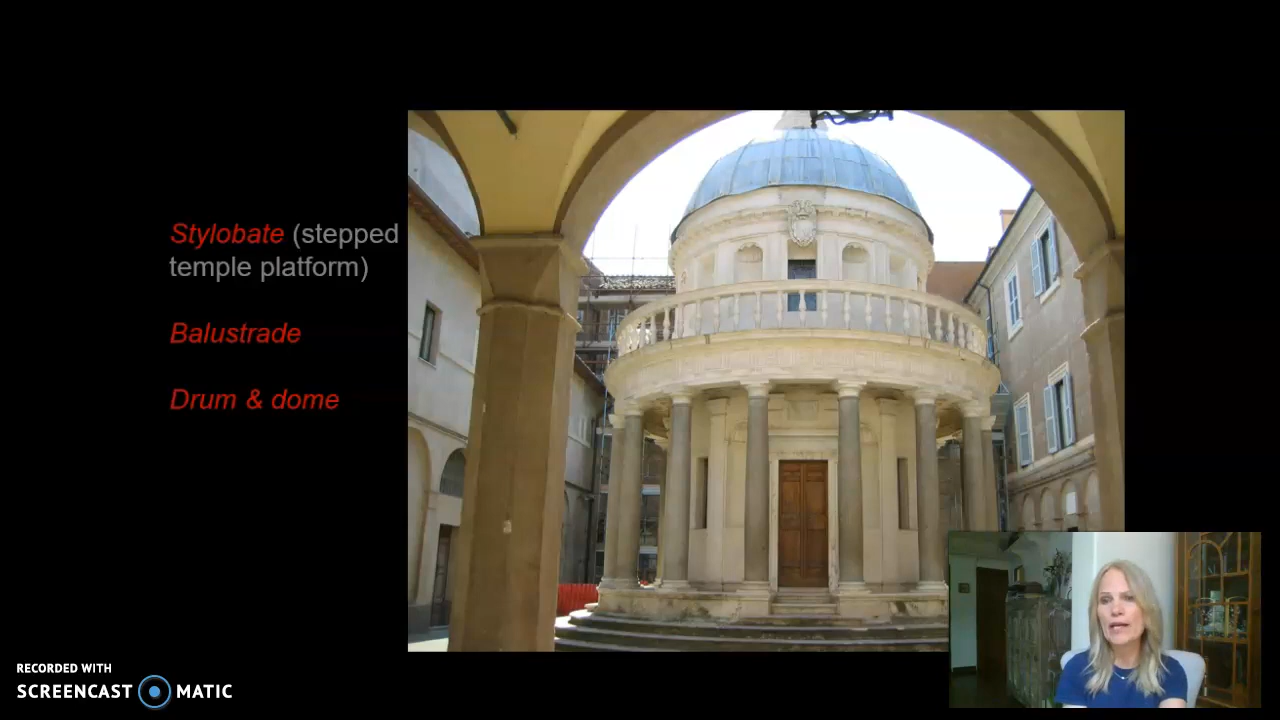 Stylobate (stepped
temple platform)
Balustrade
Drum & dome
RECORDED WITH
SCREENCAST MATIC